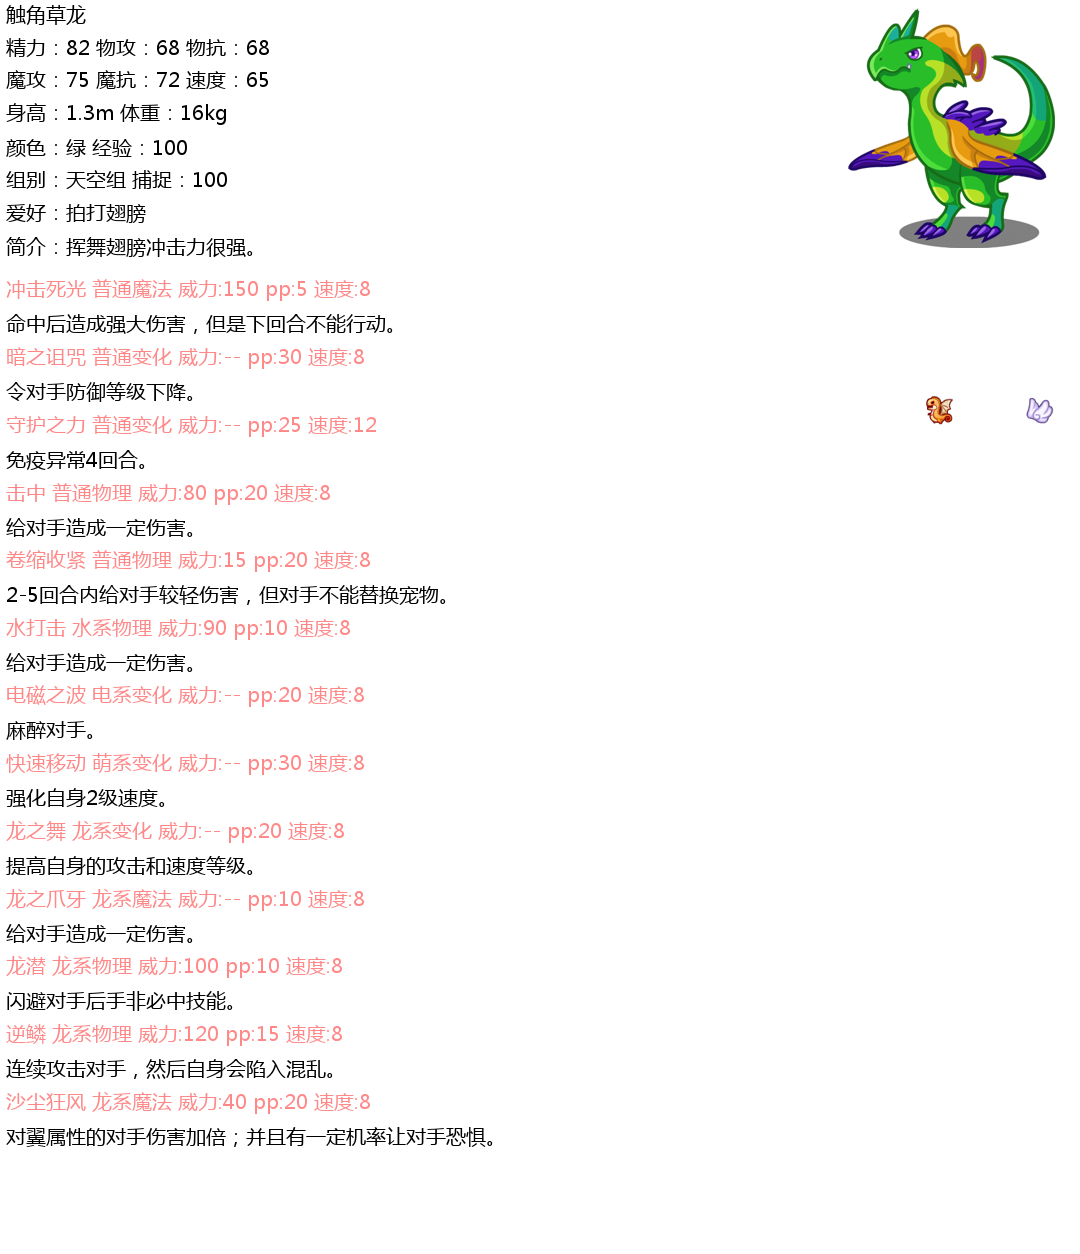 触角草龙
精力：82 物攻：68 物抗：68
魔攻：75 魔抗：72 速度：65
身高：1.3m 体重：16kg
颜色：绿 经验：100
组别：天空组 捕捉：100
爱好：拍打翅膀
简介：挥舞翅膀冲击力很强。
冲击死光 普通魔法 威力:150 pp:5 速度:8
命中后造成强大伤害，但是下回合不能行动。
暗之诅咒 普通变化 威力:-- pp:30 速度:8
令对手防御等级下降。
守护之力 普通变化 威力:-- pp:25 速度:12
免疫异常4回合。
击中 普通物理 威力:80 pp:20 速度:8
给对手造成一定伤害。
卷缩收紧 普通物理 威力:15 pp:20 速度:8
2-5回合内给对手较轻伤害，但对手不能替换宠物。
水打击 水系物理 威力:90 pp:10 速度:8
给对手造成一定伤害。
电磁之波 电系变化 威力:-- pp:20 速度:8
麻醉对手。
快速移动 萌系变化 威力:-- pp:30 速度:8
强化自身2级速度。
龙之舞 龙系变化 威力:-- pp:20 速度:8
提高自身的攻击和速度等级。
龙之爪牙 龙系魔法 威力:-- pp:10 速度:8
给对手造成一定伤害。
龙潜 龙系物理 威力:100 pp:10 速度:8
闪避对手后手非必中技能。
逆鳞 龙系物理 威力:120 pp:15 速度:8
连续攻击对手，然后自身会陷入混乱。
沙尘狂风 龙系魔法 威力:40 pp:20 速度:8
对翼属性的对手伤害加倍；并且有一定机率让对手恐惧。